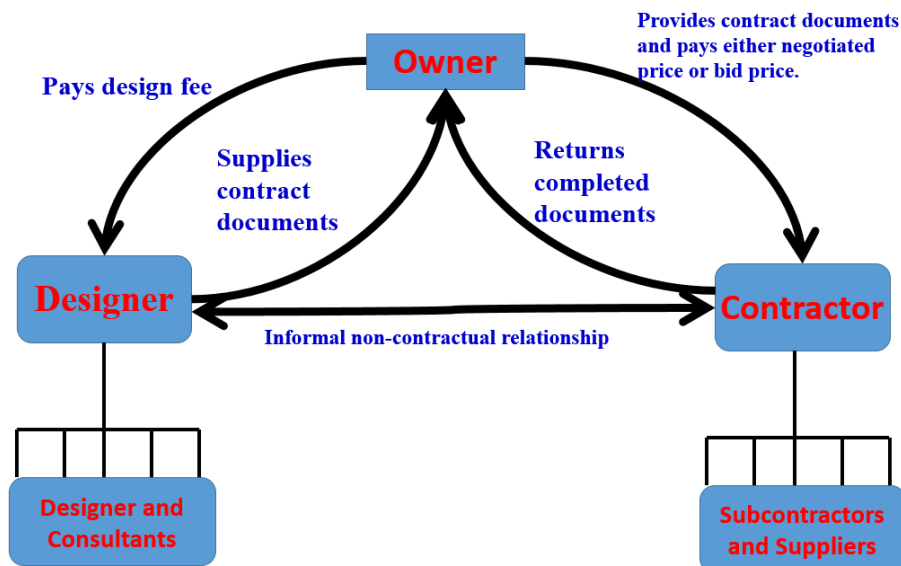 Owner
Provides contract documents
and pays either negotiated
price or bid price.
Pays design fee
Supplies
contract
documents
Returns
completed
documents
Designer
Contractor
Informal non-contractual relationship
Designer and
Consultants
Subcontractors
and Suppliers